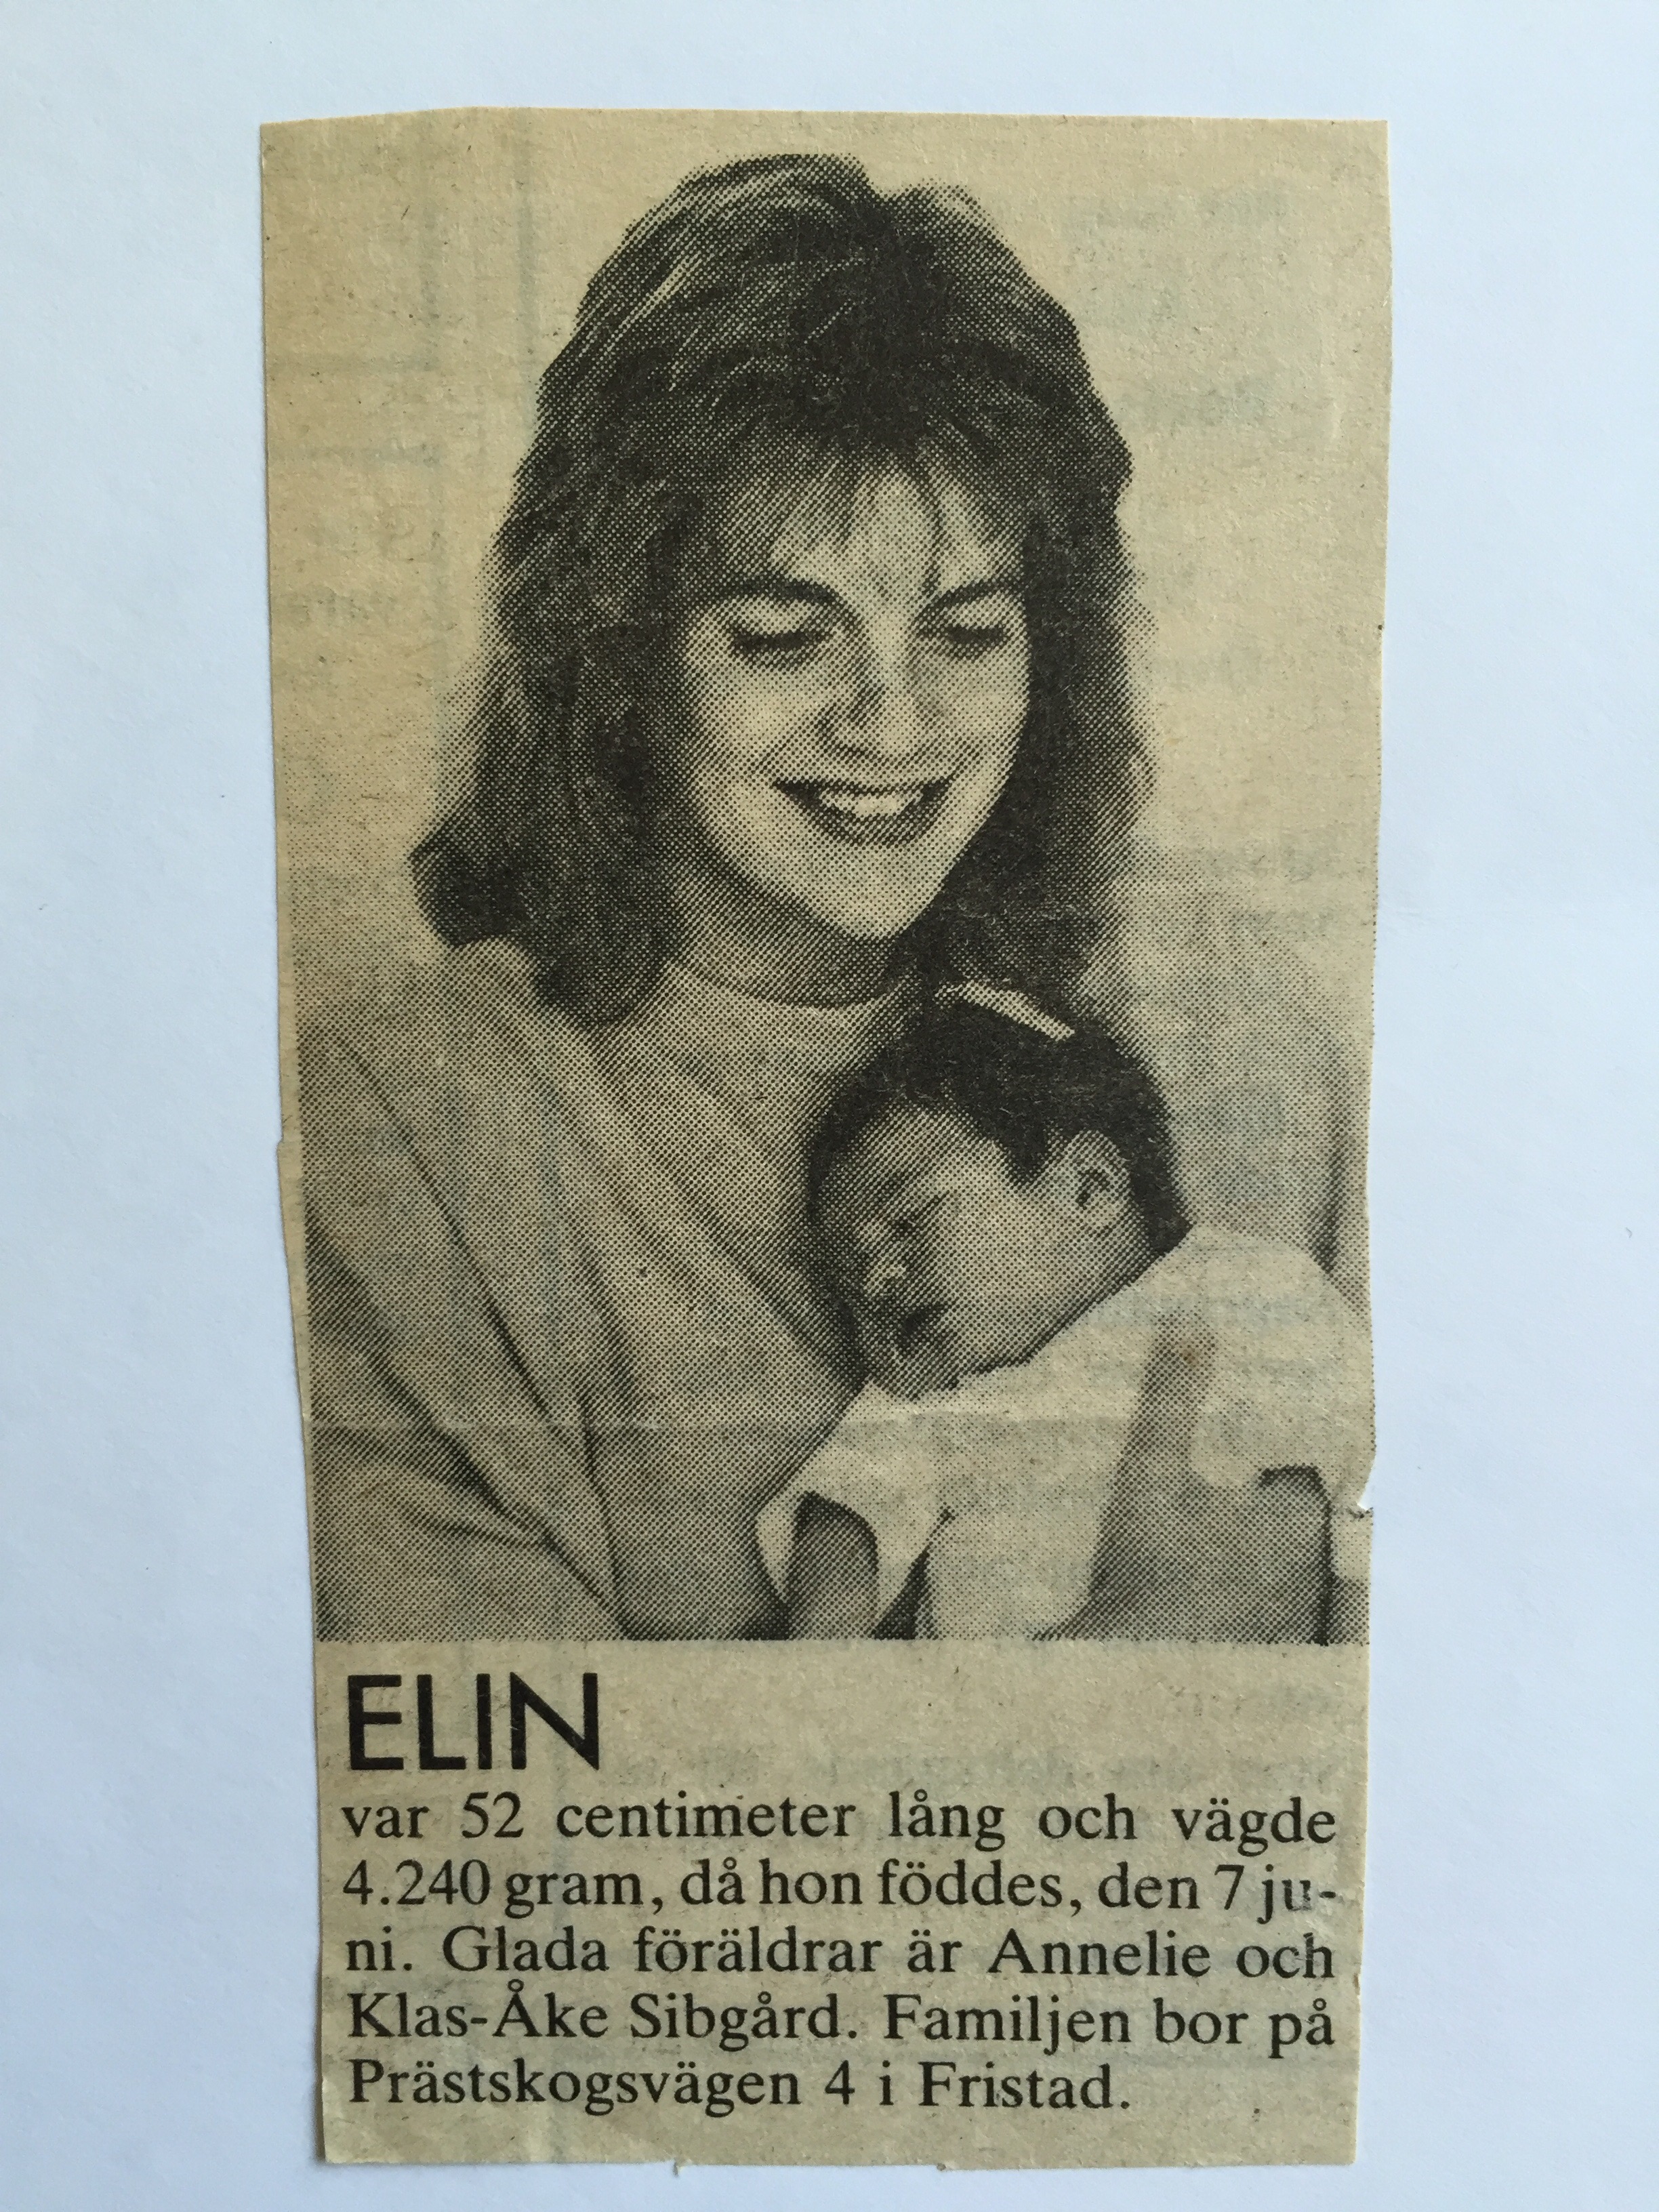 ELIN
var 52 centimeter lång och vägde
4.240 gram, då hon föddes, den 7 ju-
ni. Glada föräldrar är Annelie och
Klas-Åke Sibgård. Familjen bor på
Prästskogsvägen 4 i Fristad.